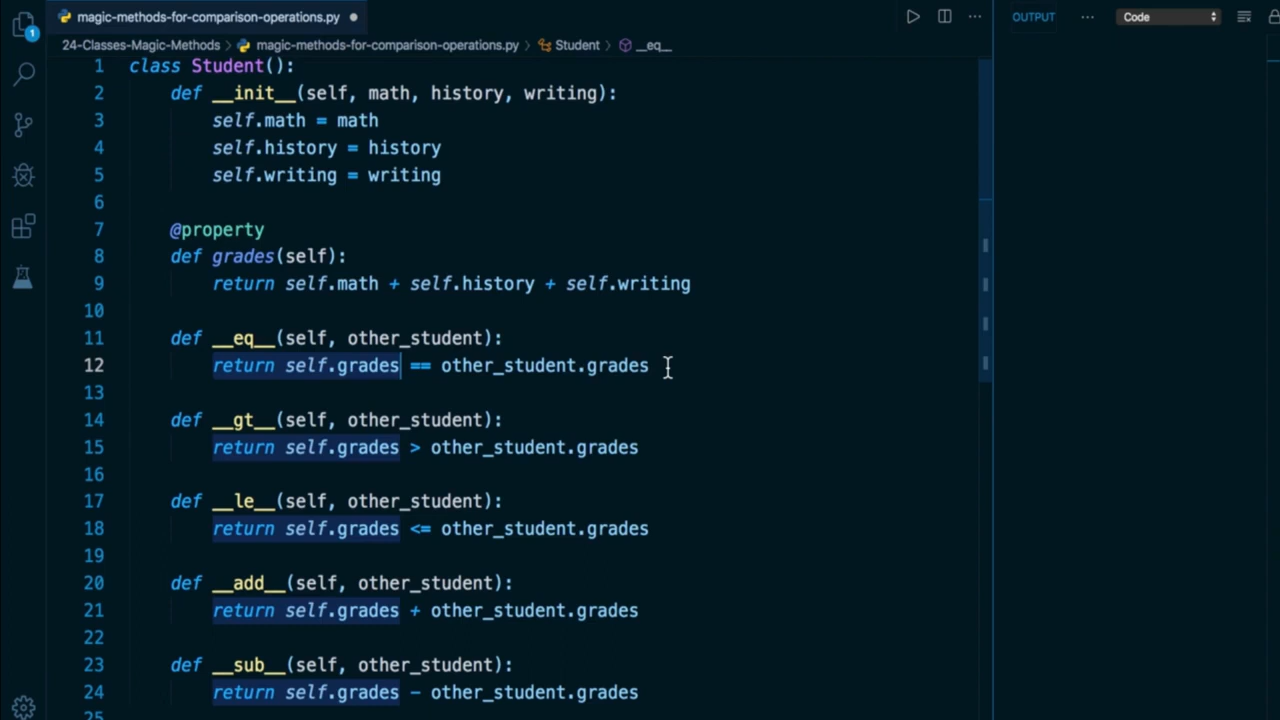 magic-methods-for-comparison-operations.py
OUTPUT
Code
24-Classes-Magic-Methods > magic-methods-for-comparison-operations.py > Student > __eq__
1
1 class Student():
2 def __init__(self, math, history, writing):
3 self.math = math
4 self.history = history
5 self.writing = writing
6
7 @property
8 def grades(self):
9 return self.math + self.history + self.writing
10
11 def __eq__(self, other_student):
12 return self.grades == other_student.grades
13
14 def __gt__(self, other_student):
15 return self.grades > other_student.grades
16
17 def __le__(self, other_student):
18 return self.grades <= other_student.grades
19
20 def __add__(self, other_student):
21 return self.grades + other_student.grades
22
23 def __sub__(self, other_student):
24 return self.grades - other_student.grades
25